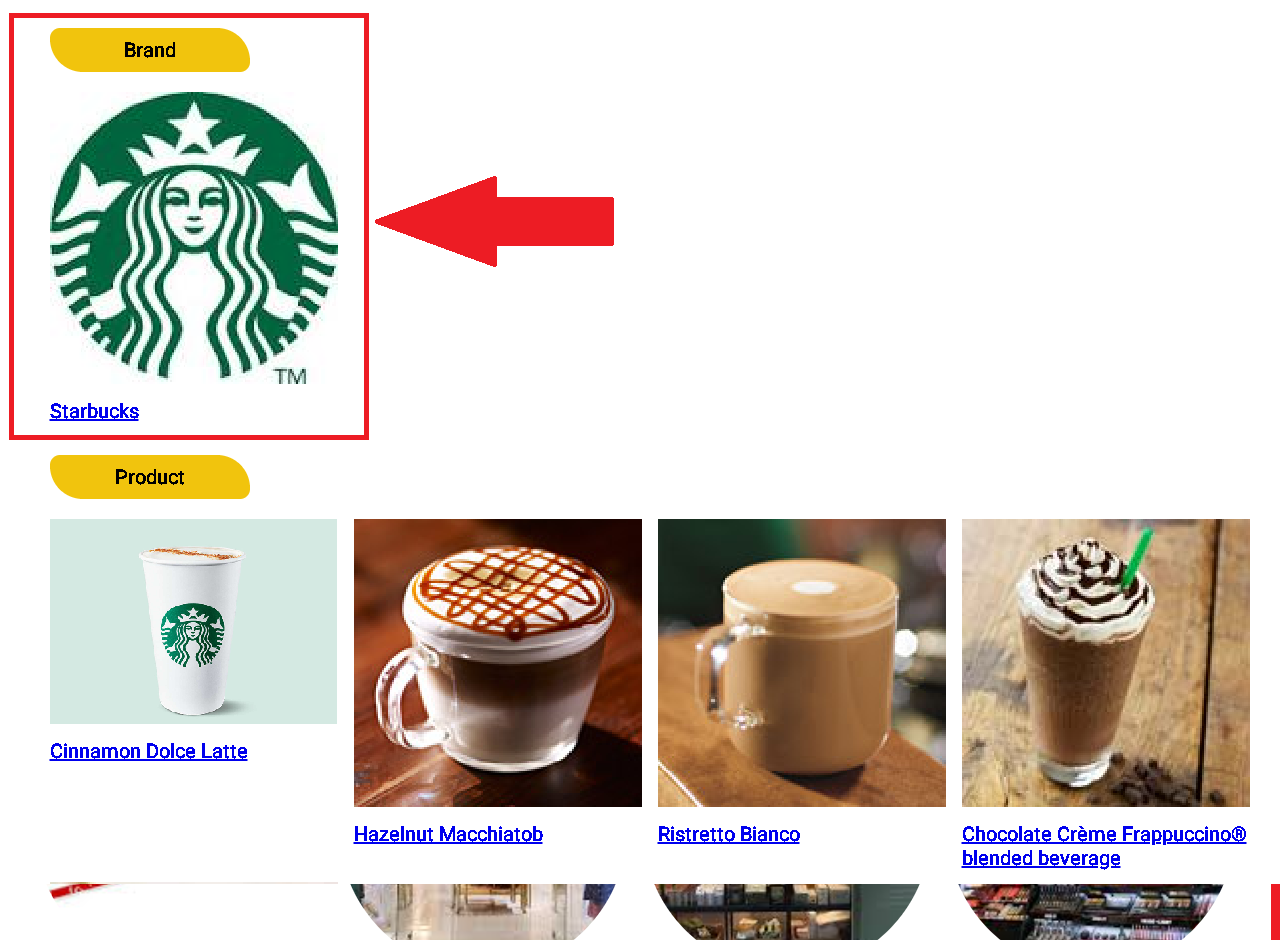 Brand
TM
Starbucks
Product
Cinnamon Dolce Latte
Hazelnut Macchiatob
Ristretto Bianco
Chocolate Crème Frappuccino®
blended beverage